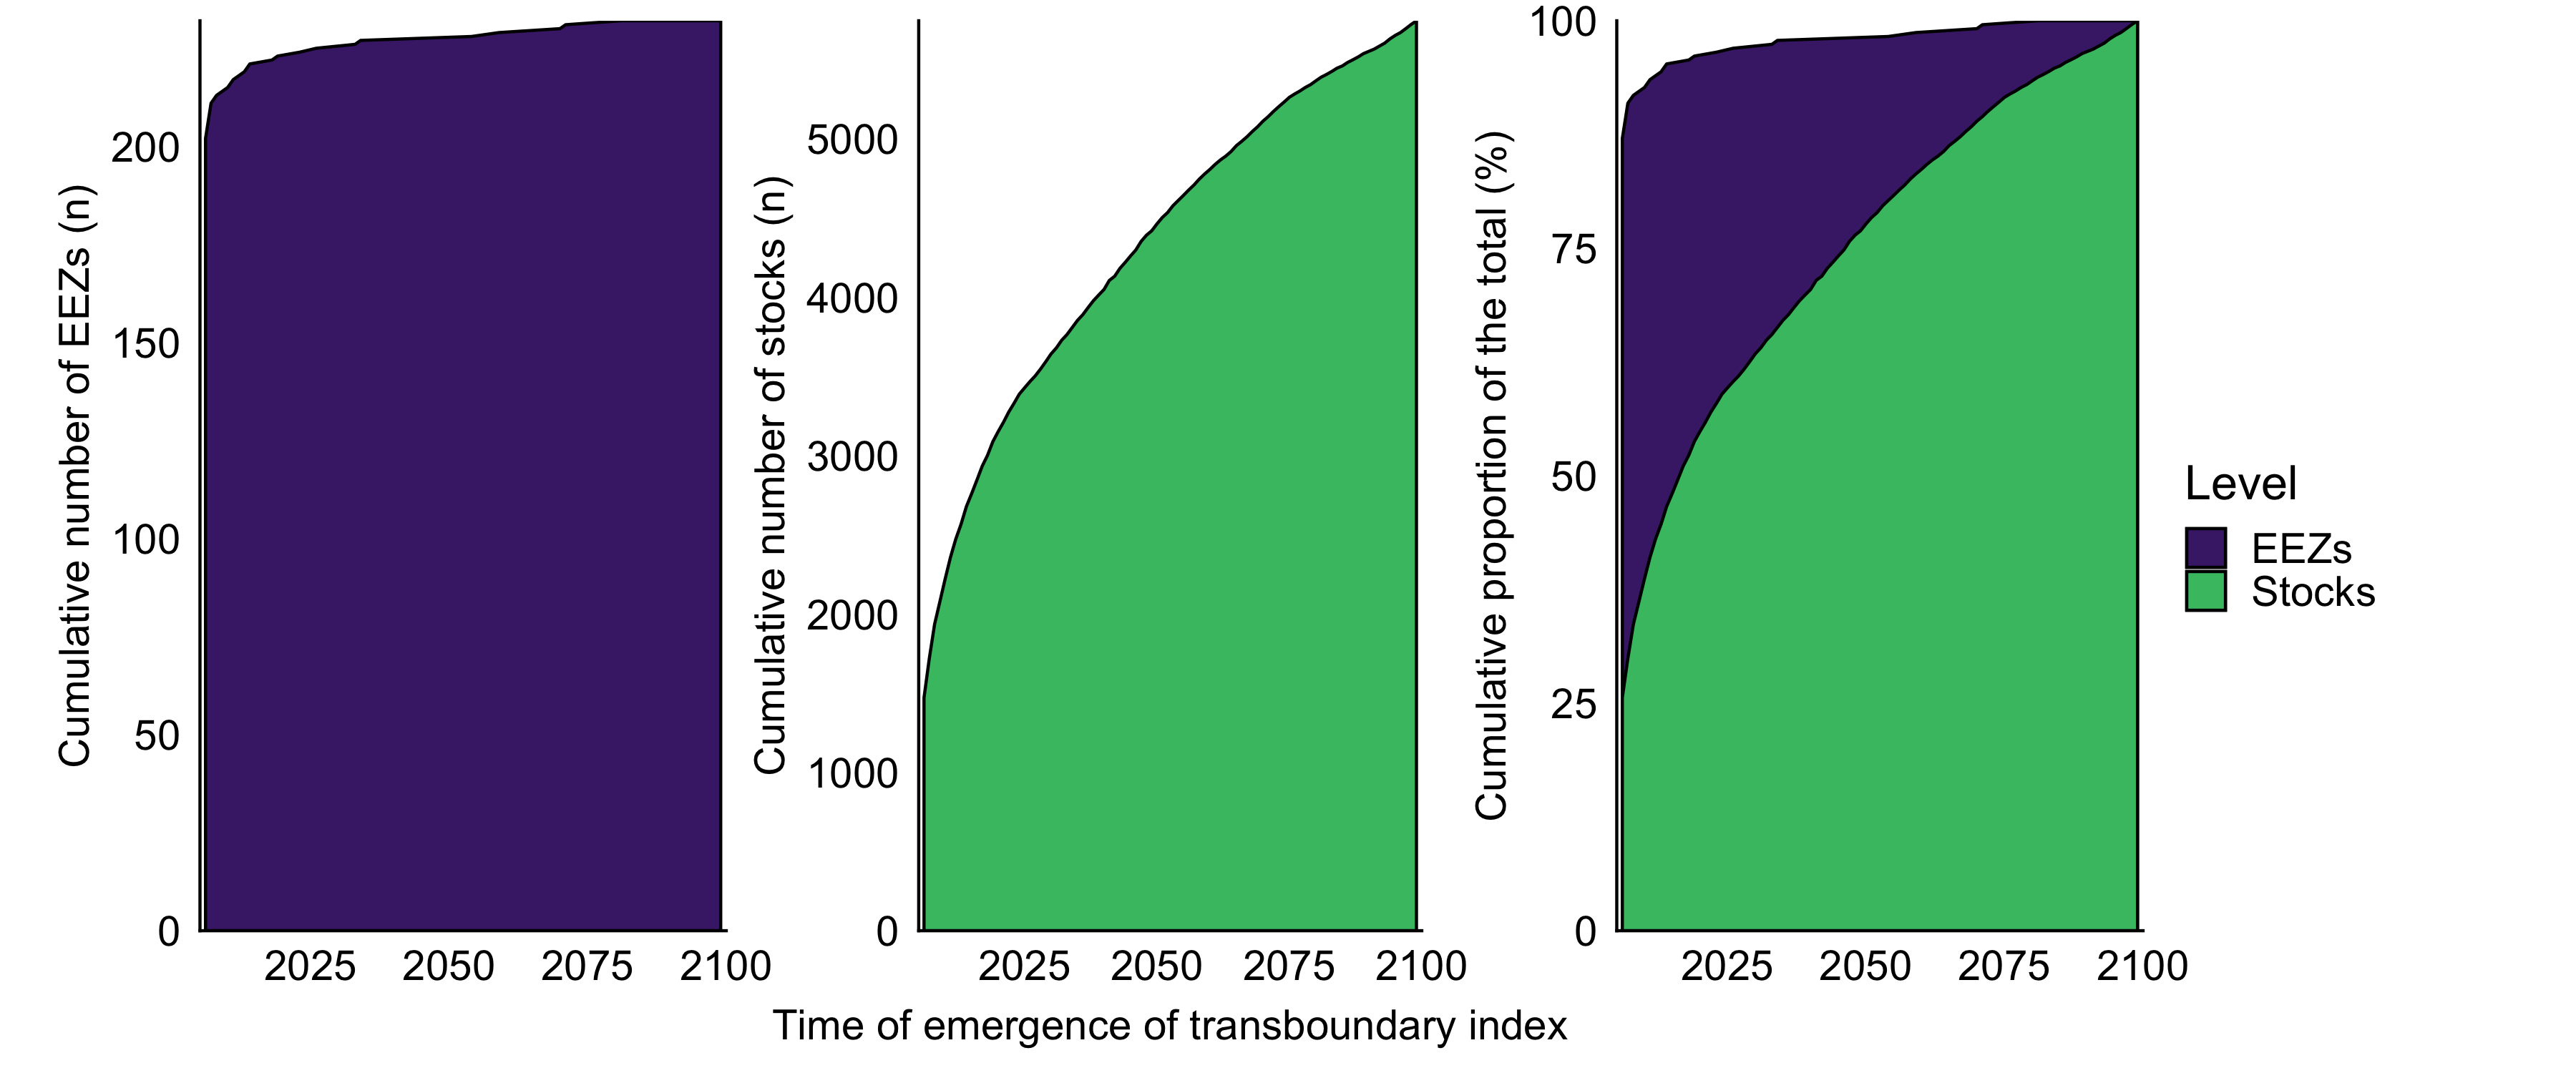 Cumulative number of EEZs (n)
200
150
100
50
0
2025 2050 2075 2100
Cumulative number of stocks (n)
5000
4000
3000
2000
1000
0
2025 2050 2075 2100
Cumulative proportion of the total (%)
100
75
50
25
0
2025 2050 2075 2100
Time of emergence of transboundary index
Level
EEZs
Stocks